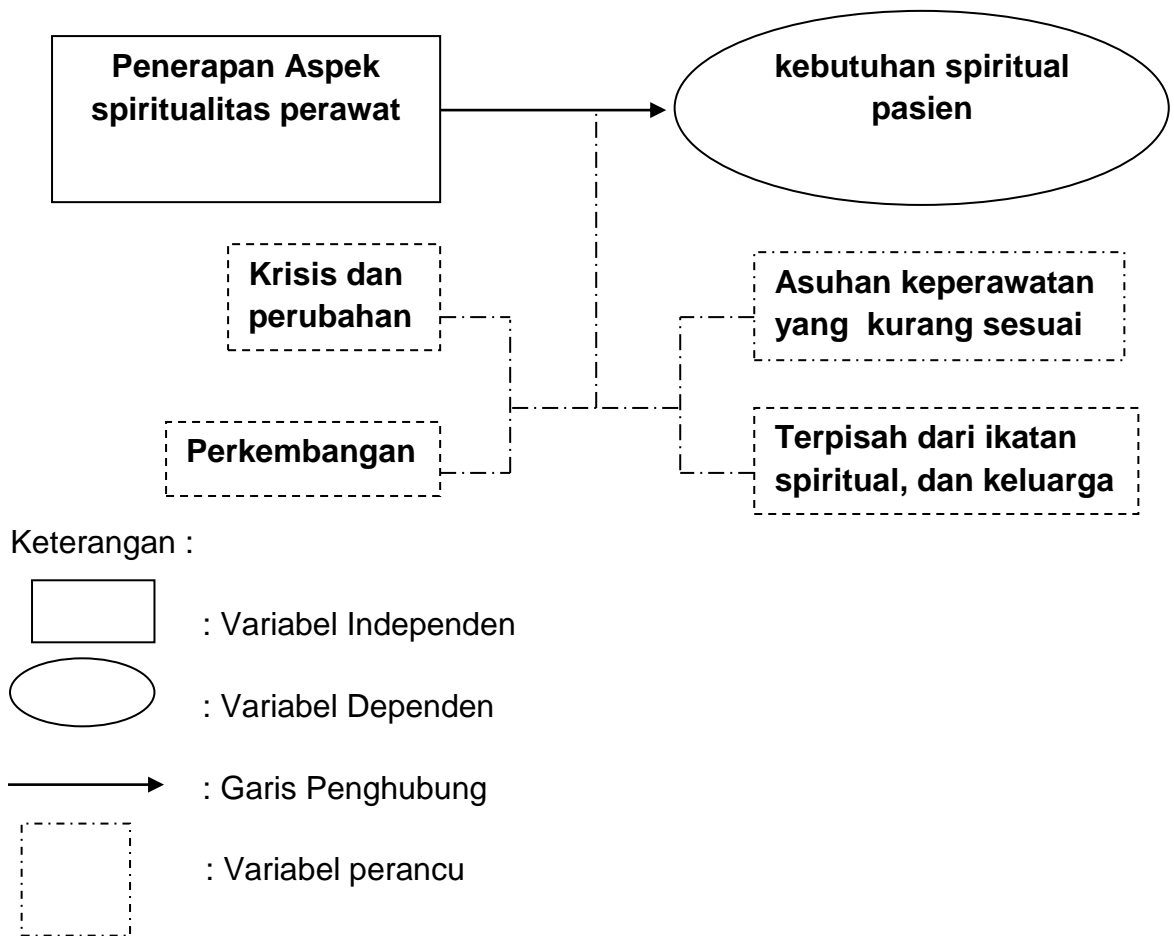 Penerapan Aspek
spiritualitas perawat
kebutuhan spiritual
pasien
Krisis dan
perubahan
Asuhan keperawatan
yang kurang sesuai
Perkembangan
Terpisah dari ikatan
spiritual, dan keluarga
Keterangan :
: Variabel Independen
: Variabel Dependen
: Garis Penghubung
: Variabel perancu